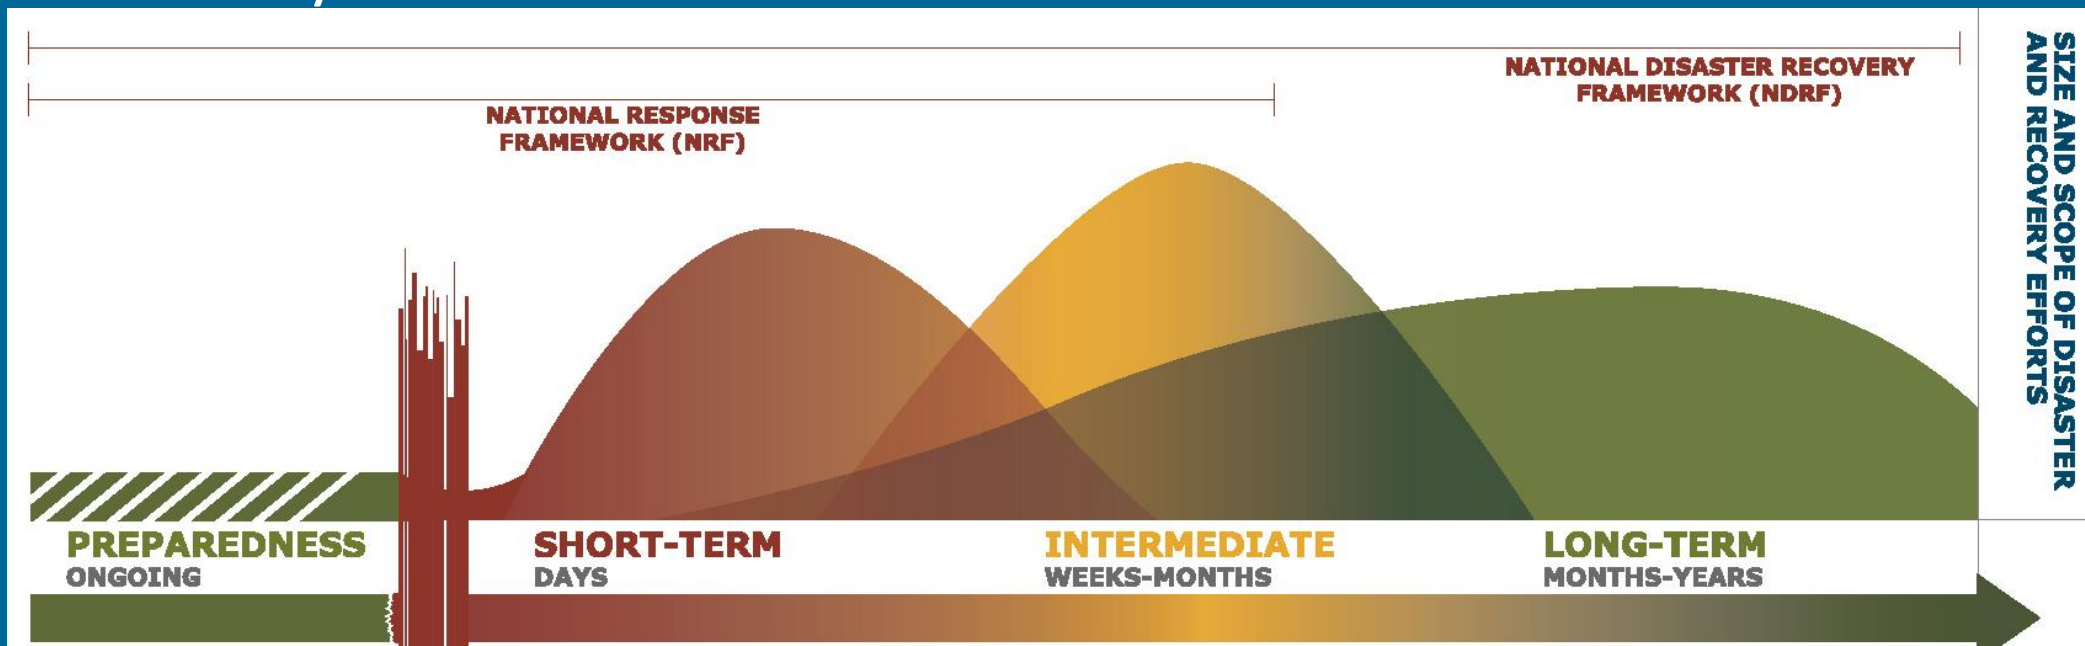 NATIONAL DISASTER RECOVERY
FRAMEWORK (NDRF)
NATIONAL RESPONSE
FRAMEWORK (NRF)
SIZE AND SCOPE OF DISASTER
AND RECOVERY EFFORTS
PREPAREDNESS
ONGOING
SHORT-TERM
DAYS
INTERMEDIATE
WEEKS-MONTHS
LONG-TERM
MONTHS-YEARS